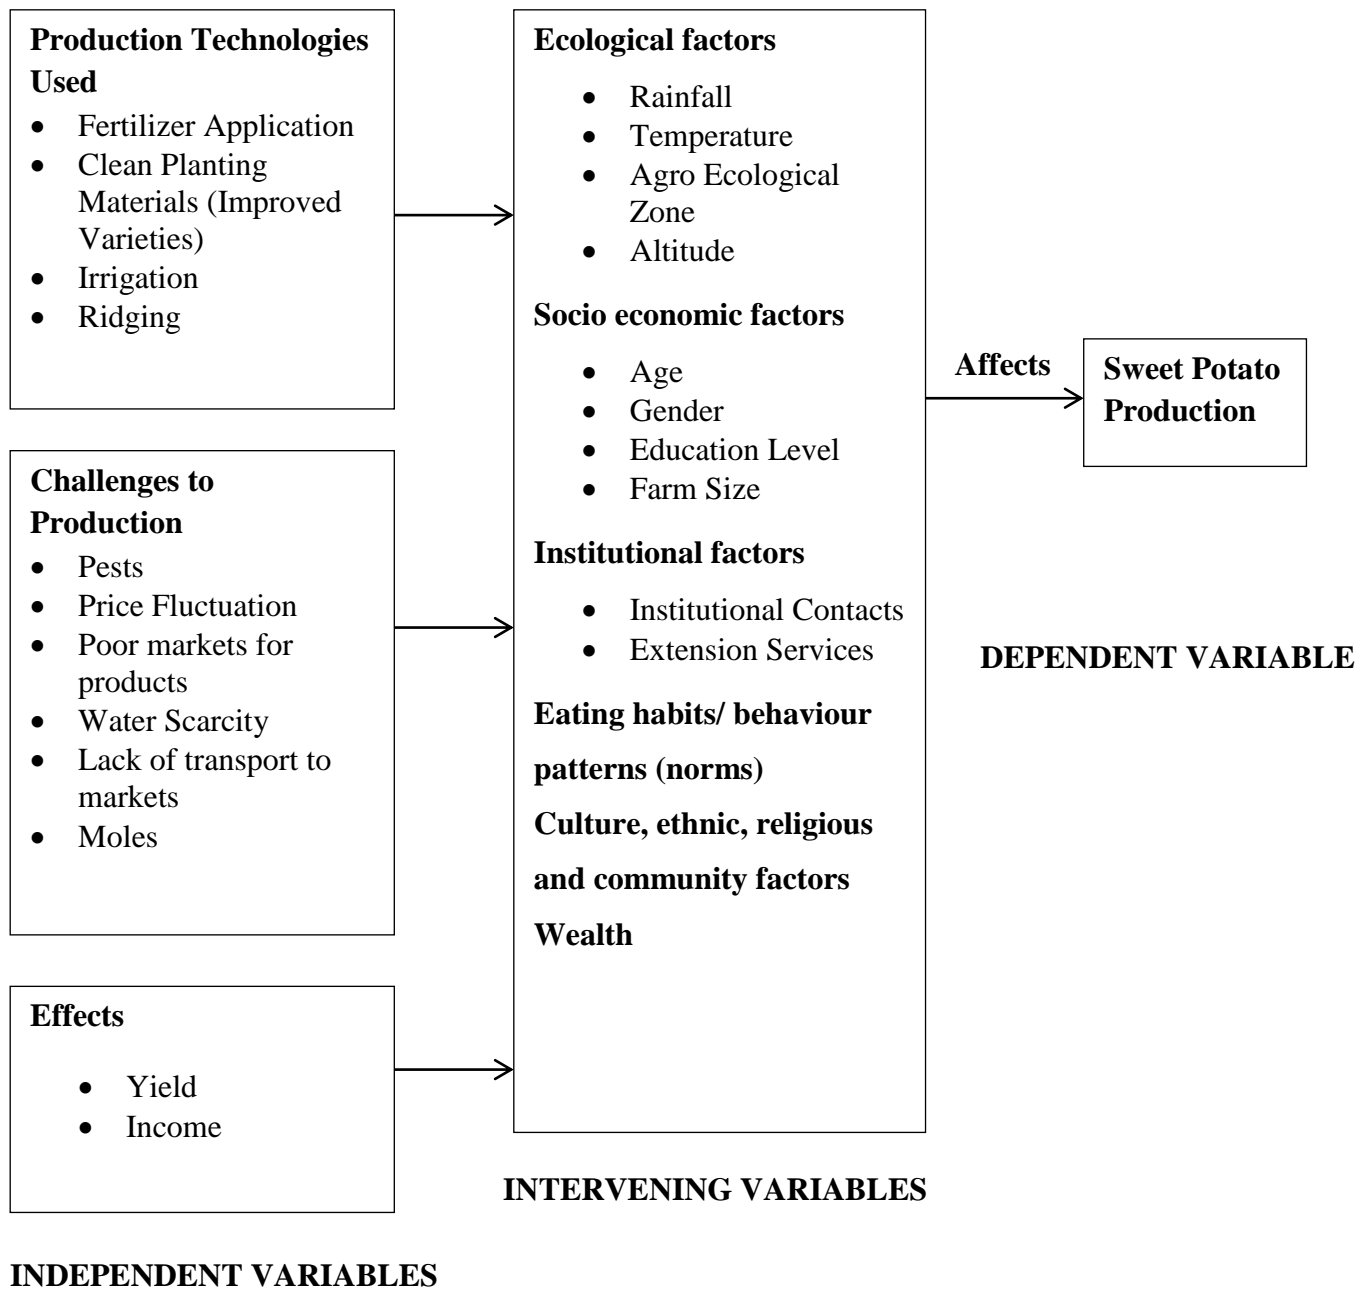 Production Technologies
Used
• Fertilizer Application
• Clean Planting
Materials (Improved
Varieties)
• Irrigation
• Ridging
Challenges to
Production
• Pests
• Price Fluctuation
• Poor markets for
products
• Water Scarcity
• Lack of transport to
markets
• Moles
Effects
• Yield
• Income
INDEPENDENT VARIABLES
Ecological factors
• Rainfall
• Temperature
• Agro Ecological
Zone
• Altitude
Socio economic factors
• Age
• Gender
• Education Level
• Farm Size
Institutional factors
• Institutional Contacts
• Extension Services
Eating habits/ behaviour
patterns (norms)
Culture, ethnic, religious
and community factors
Wealth
INTERVENING VARIABLES
Affects
Sweet Potato
Production
DEPENDENT VARIABLE